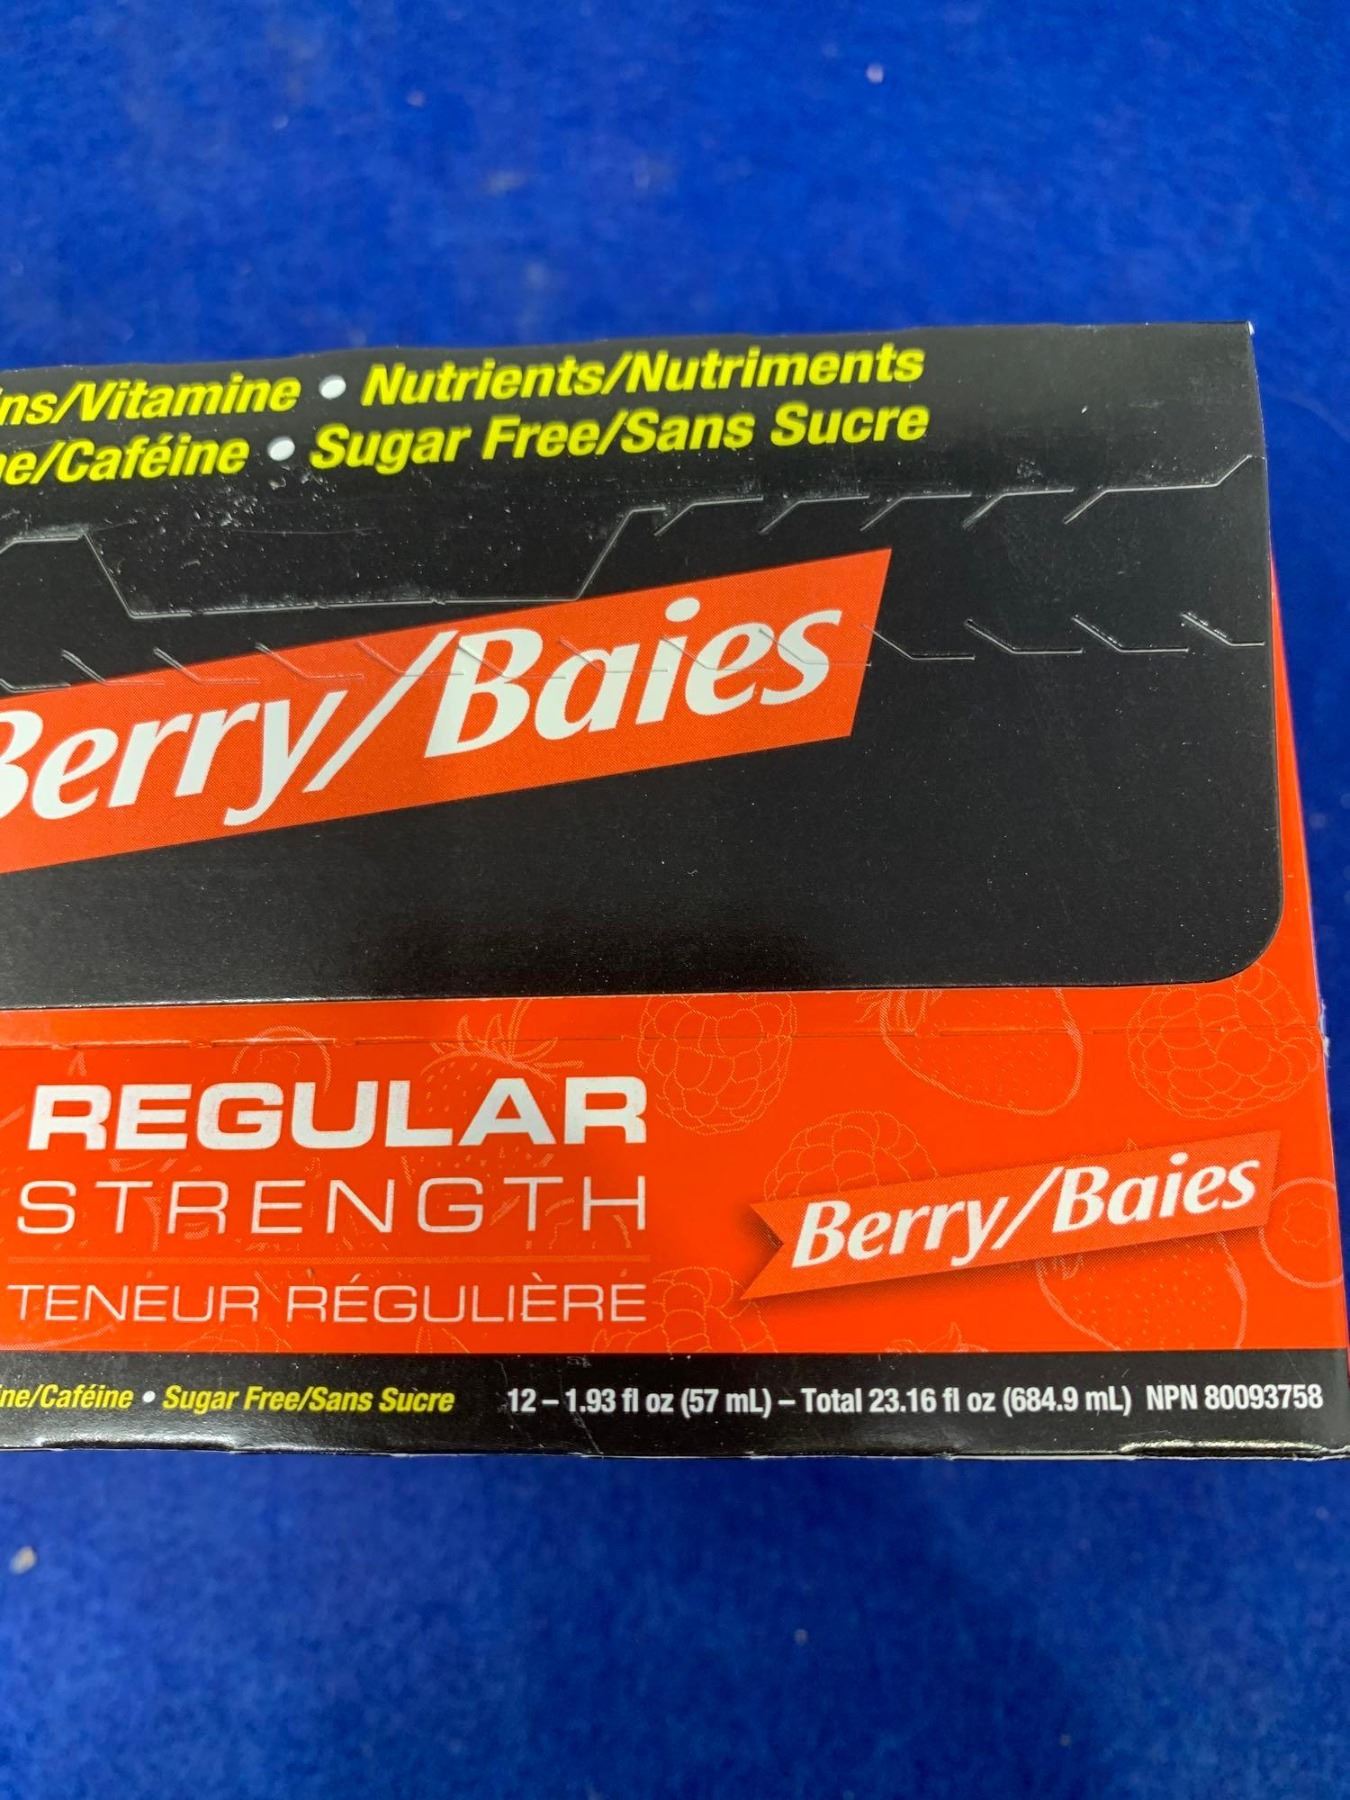 ns/Vitamine • Nutrients/Nutriments
ne/Caféine • Sugar Free/Sans Sucre
Berry/Baies
REGULAR
STRENGTH
TENEUR RÉGULIÈRE
Berry/Baies
ine/Caféine • Sugar Free/Sans Sucre 12 – 1.93 fl oz (57 mL) – Total 23.16 fl oz (684.9 mL) NPN 80093758